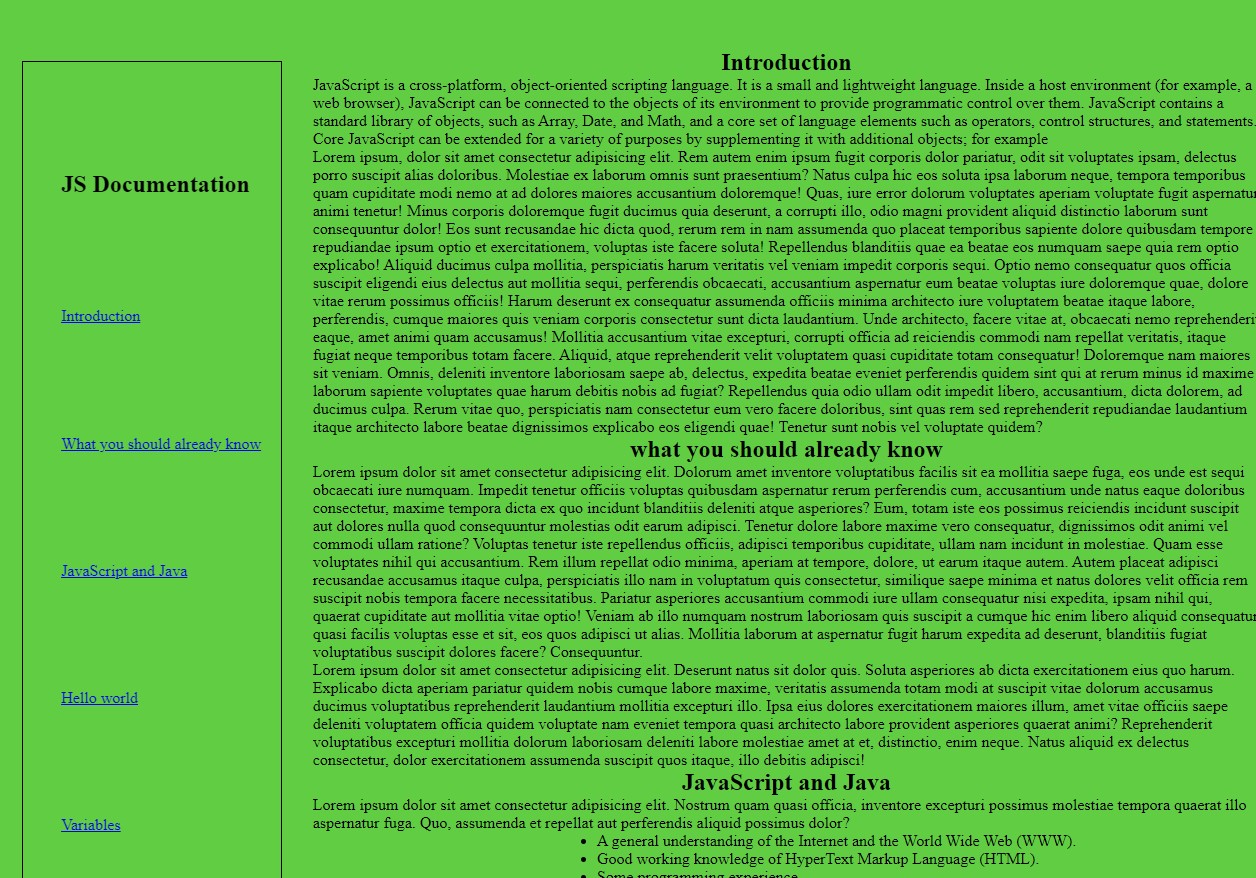 JS Documentation
Introduction
What you should already know
JavaScript and Java
Hello world
Variables
Introduction
JavaScript is a cross-platform, object-oriented scripting language. It is a small and lightweight language. Inside a host environment (for example, a
web browser), JavaScript can be connected to the objects of its environment to provide programmatic control over them. JavaScript contains a
standard library of objects, such as Array, Date, and Math, and a core set of language elements such as operators, control structures, and statements.
Core JavaScript can be extended for a variety of purposes by supplementing it with additional objects; for example
Lorem ipsum, dolor sit amet consectetur adipisicing elit. Rem autem enim ipsum fugit corporis dolor pariatur, odit sit voluptates ipsam, delectus
porro suscipit alias doloribus. Molestiae ex laborum omnis sunt praesentium? Natus culpa hic eos soluta ipsa laborum neque, tempora temporibus
quam cupiditate modi nemo at ad dolores maiores accusantium doloremque! Quas, iure error dolorum voluptates aperiam voluptate fugit aspernatur
animi tenetur! Minus corporis doloremque fugit ducimus quia deserunt, a corrupti illo, odio magni provident aliquid distinctio laborum sunt
consequuntur dolor! Eos sunt recusandae hic dicta quod, rerum rem in nam assumenda quo placeat temporibus sapiente dolore quibusdam tempore
repudiandae ipsum optio et exercitationem, voluptas iste facere soluta! Repellendus blanditiis quae ea beatae eos numquam saepe quia rem optio
explicabo! Aliquid ducimus culpa mollitia, perspiciatis harum veritatis vel veniam impedit corporis sequi. Optio nemo consequatur quos officia
suscipit eligendi eius delectus aut mollitia sequi, perferendis obcaecati, accusantium aspernatur eum beatae voluptas iure doloremque quae, dolore
vitae rerum possimus officiis! Harum deserunt ex consequatur assumenda officiis minima architecto iure voluptatem beatae itaque labore,
perferendis, cumque maiores quis veniam corporis consectetur sunt dicta laudantium. Unde architecto, facere vitae at, obcaecati nemo reprehenderit
eaque, amet animi quam accusamus! Mollitia accusantium vitae excepturi, corrupti officia ad reiciendis commodi nam repellat veritatis, itaque
fugiat neque temporibus totam facere. Aliquid, atque reprehenderit velit voluptatem quasi cupiditate totam consequatur! Doloremque nam maiores
sit veniam. Omnis, deleniti inventore laboriosam saepe ab, delectus, expedita beatae eveniet perferendis quidem sint qui at rerum minus id maxime
laborum sapiente voluptates quae harum debitis nobis ad fugiat? Repellendus quia odio ullam odit impedit libero, accusantium, dicta dolorem, ad
ducimus culpa. Rerum vitae quo, perspiciatis nam consectetur eum vero facere doloribus, sint quas rem sed reprehenderit repudiandae laudantium
itaque architecto labore beatae dignissimos explicabo eos eligendi quae! Tenetur sunt nobis vel voluptate quidem?
what you should already know
Lorem ipsum dolor sit amet consectetur adipisicing elit. Dolorum amet inventore voluptatibus facilis sit ea mollitia saepe fuga, eos unde est sequi
obcaecati iure numquam. Impedit tenetur officiis voluptas quibusdam aspernatur rerum perferendis cum, accusantium unde natus eaque doloribus
consectetur, maxime tempora dicta ex quo incidunt blanditiis deleniti atque asperiores? Eum, totam iste eos possimus reiciendis incidunt suscipit
aut dolores nulla quod consequuntur molestias odit earum adipisci. Tenetur dolore labore maxime vero consequatur, dignissimos odit animi vel
commodi ullam ratione? Voluptas tenetur iste repellendus officiis, adipisci temporibus cupiditate, ullam nam incidunt in molestiae. Quam esse
voluptates nihil qui accusantium. Rem illum repellat odio minima, aperiam at tempore, dolore, ut earum itaque autem. Autem placeat adipisci
recusandae accusamus itaque culpa, perspiciatis illo nam in voluptatum quis consectetur, similique saepe minima et natus dolores velit officia rem
suscipit nobis tempora facere necessitatibus. Pariatur asperiores accusantium commodi iure ullam consequatur nisi expedita, ipsam nihil qui,
quaerat cupiditate aut mollitia vitae optio! Veniam ab illo numquam nostrum laboriosam quis suscipit a cumque hic enim libero aliquid consequatur
quasi facilis voluptas esse et sit, eos quos adipisci ut alias. Mollitia laborum at aspernatur fugit harum expedita ad deserunt, blanditiis fugiat
voluptatibus suscipit dolores facere? Consequuntur.
Lorem ipsum dolor sit amet consectetur adipisicing elit. Deserunt natus sit dolor quis. Soluta asperiores ab dicta exercitationem eius quo harum.
Explicabo dicta aperiam pariatur quidem nobis cumque labore maxime, veritatis assumenda totam modi at suscipit vitae dolorum accusamus
ducimus voluptatibus reprehenderit laudantium mollitia excepturi illo. Ipsa eius dolores exercitationem maiores illum, amet vitae officiis saepe
deleniti voluptatem officia quidem voluptate nam eveniet tempora quasi architecto labore provident asperiores quaerat animi? Reprehenderit
voluptatibus excepturi mollitia dolorum laboriosam deleniti labore molestiae amet at et, distinctio, enim neque. Natus aliquid ex delectus
consectetur, dolor exercitationem assumenda suscipit quos itaque, illo debitis adipisci!
JavaScript and Java
Lorem ipsum dolor sit amet consectetur adipisicing elit. Nostrum quam quasi officia, inventore excepturi possimus molestiae tempora quaerat illo
aspernatur fuga. Quo, assumenda et repellat aut perferendis aliquid possimus dolor?
• A general understanding of the Internet and the World Wide Web (WWW).
• Good working knowledge of HyperText Markup Language (HTML).
• Some programming experience